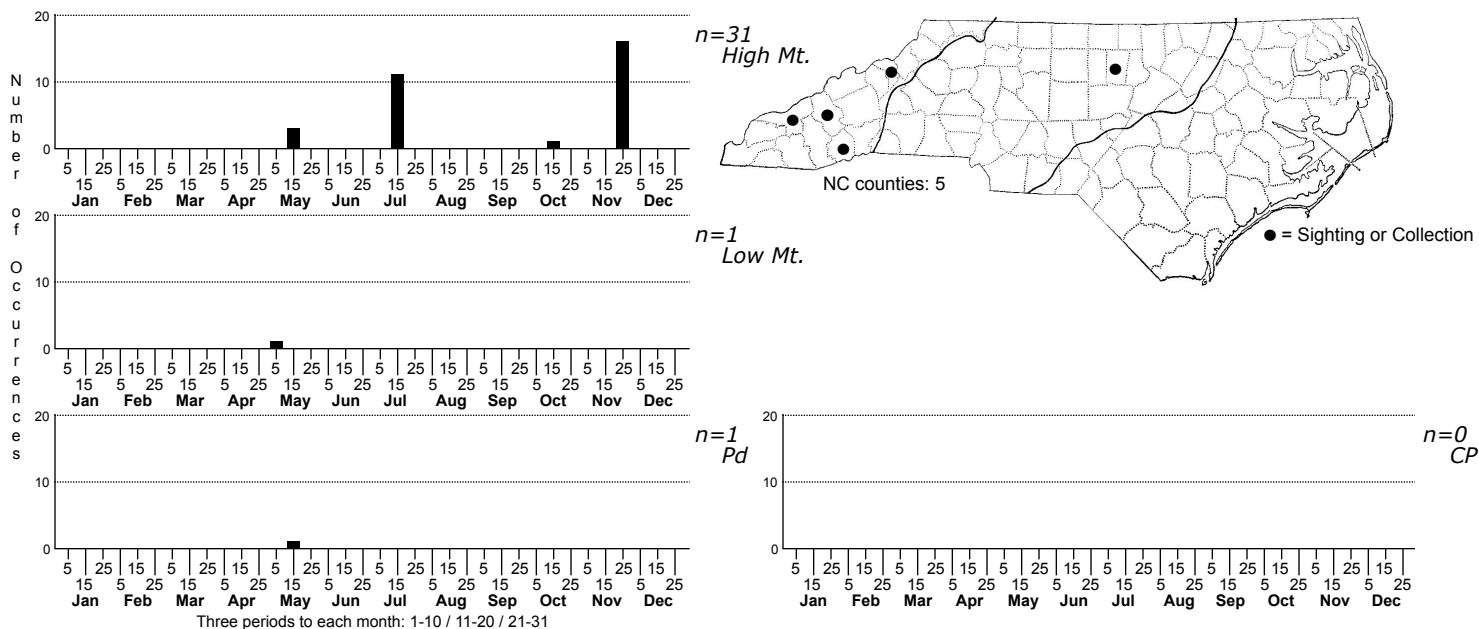 Number of Occurrences
20
10
0
5 25 15 5 25 15 5 25 15 5 25 15 5 25 15 5 25 15
15 5 25 15 5 25 15 5 25 15 5 25 15 5 25 15 5 25
Jan Feb Mar Apr May Jun Jul Aug Sep Oct Nov Dec
n=31
High Mt.
NC counties: 5
● = Sighting or Collection
20
10
0
5 25 15 5 25 15 5 25 15 5 25 15 5 25 15 5 25 15
15 5 25 15 5 25 15 5 25 15 5 25 15 5 25 15 5 25
Jan Feb Mar Apr May Jun Jul Aug Sep Oct Nov Dec
n=1
Low Mt.
20
10
0
5 25 15 5 25 15 5 25 15 5 25 15 5 25 15 5 25 15
15 5 25 15 5 25 15 5 25 15 5 25 15 5 25 15 5 25
Jan Feb Mar Apr May Jun Jul Aug Sep Oct Nov Dec
n=1
Pd
20
10
0
5 25 15 5 25 15 5 25 15 5 25 15 5 25 15 5 25 15
15 5 25 15 5 25 15 5 25 15 5 25 15 5 25 15 5 25
Jan Feb Mar Apr May Jun Jul Aug Sep Oct Nov Dec
n=0
CP
Three periods to each month: 1-10 / 11-20 / 21-31